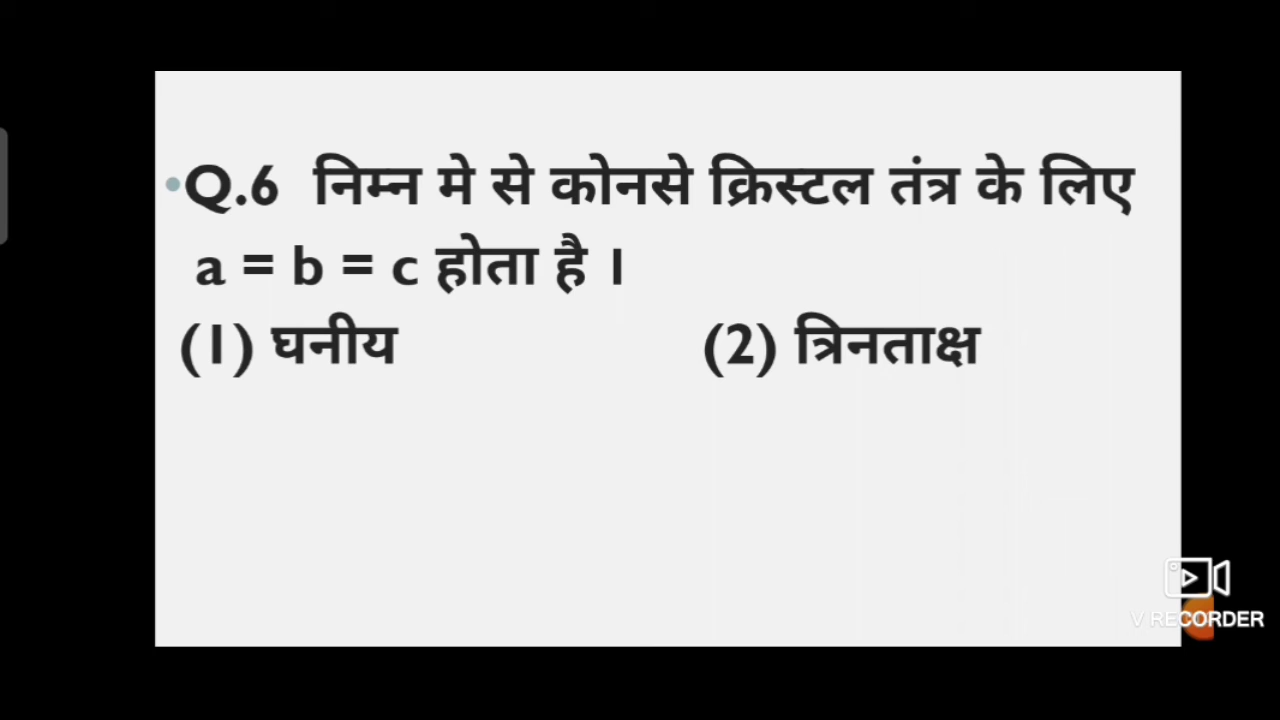 •Q.6 निम्न मे से कोनसे क्रिस्टल तंत्र के लिए
a = b = c होता है ।
(1) घनीय (2) त्रिनताक्ष
V RECORDER